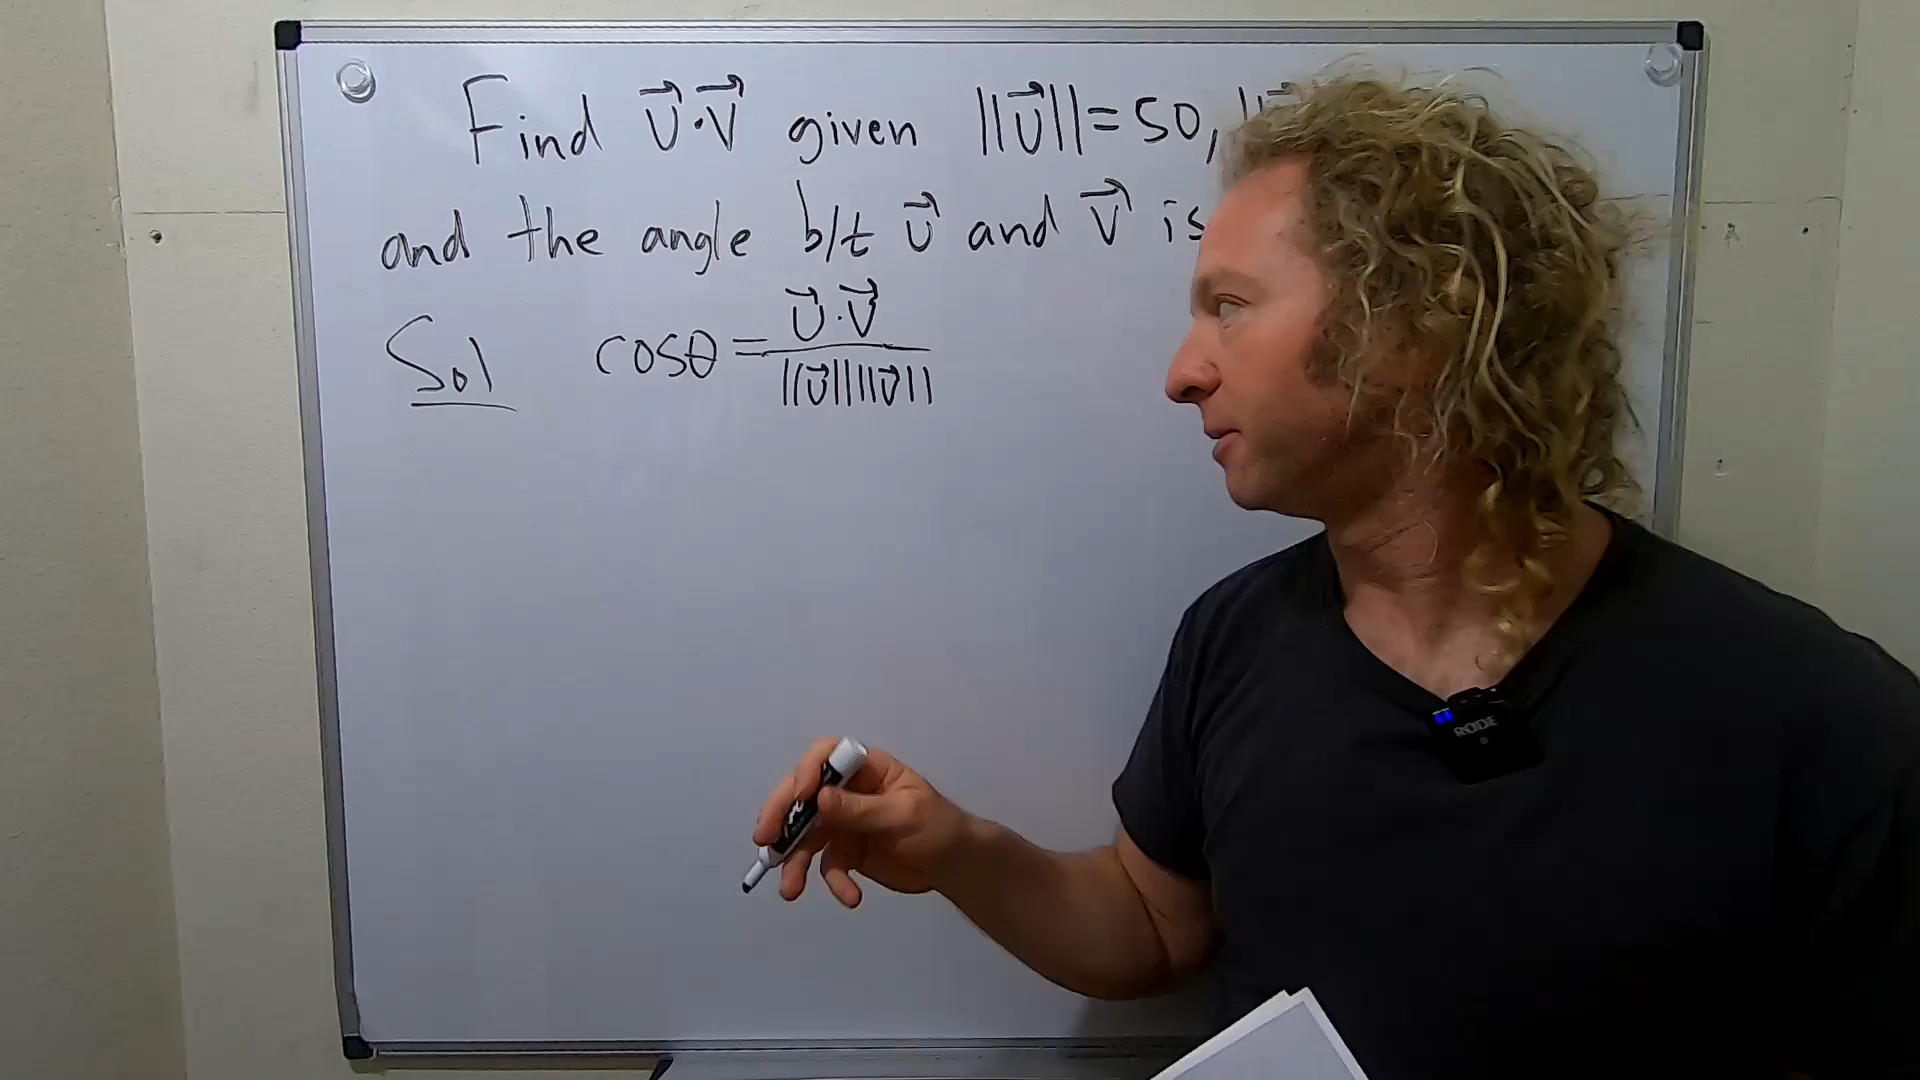 Find u⃗·v⃗ given ||u⃗||=50,
and the angle b/t u⃗ and v⃗ is
Sol cosθ = u⃗·v⃗ / ||u⃗|| ||v⃗||
RODE